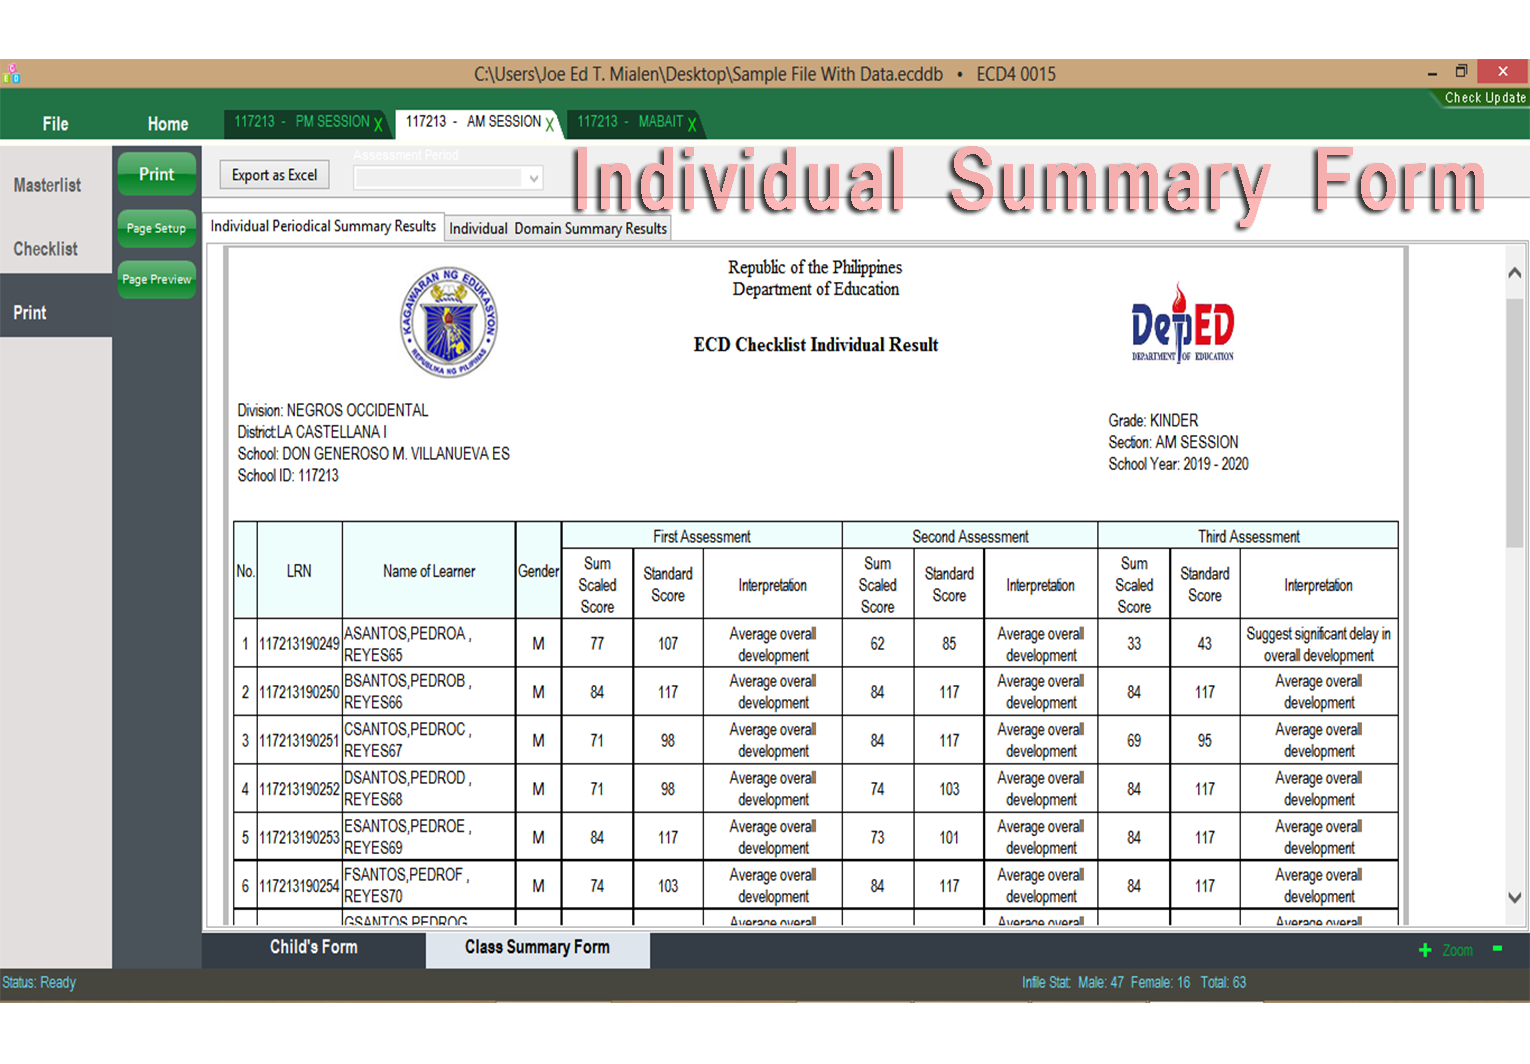 C:\Users\Joe Ed T. Mialen\Desktop\Sample File With Data.ecddb • ECD4 0015
Check Update
File Home 117213 - PM SESSION X 117213 - AM SESSION X 117213 - MABAIT X
Individual Summary Form
Masterlist
Checklist
Print
Print
Page Setup
Page Preview
Export as Excel
Assessment Period
Individual Periodical Summary Results Individual Domain Summary Results
KAGAWARAN NG EDUKASYON
REPUBLIKA NG PILIPINAS
Republic of the Philippines
Department of Education
ECD Checklist Individual Result
DepED
DEPARTMENT OF EDUCATION
Division: NEGROS OCCIDENTAL
District:LA CASTELLANA I
School: DON GENEROSO M. VILLANUEVA ES
School ID: 117213
Grade: KINDER
Section: AM SESSION
School Year: 2019 - 2020
No. LRN Name of Learner Gender First Assessment Second Assessment Third Assessment
Sum Scaled Score Standard Score Interpretation Sum Scaled Score Standard Score Interpretation Sum Scaled Score Standard Score Interpretation
1 117213190249 ASANTOS,PEDROA , REYES65 M 77 107 Average overall development 62 85 Average overall development 33 43 Suggest significant delay in overall development
2 117213190250 BSANTOS,PEDROB , REYES66 M 84 117 Average overall development 84 117 Average overall development 84 117 Average overall development
3 117213190251 CSANTOS,PEDROC , REYES67 M 71 98 Average overall development 84 117 Average overall development 69 95 Average overall development
4 117213190252 DSANTOS,PEDROD , REYES68 M 71 98 Average overall development 74 103 Average overall development 84 117 Average overall development
5 117213190253 ESANTOS,PEDROE , REYES69 M 84 117 Average overall development 73 101 Average overall development 84 117 Average overall development
6 117213190254 FSANTOS,PEDROF , REYES70 M 74 103 Average overall development 84 117 Average overall development 84 117 Average overall development
GSANTOS,PEDROG Average overall Average overall Average overall
Child's Form Class Summary Form
+ Zoom -
Status: Ready
Infile Stat: Male: 47 Female: 16 Total: 63